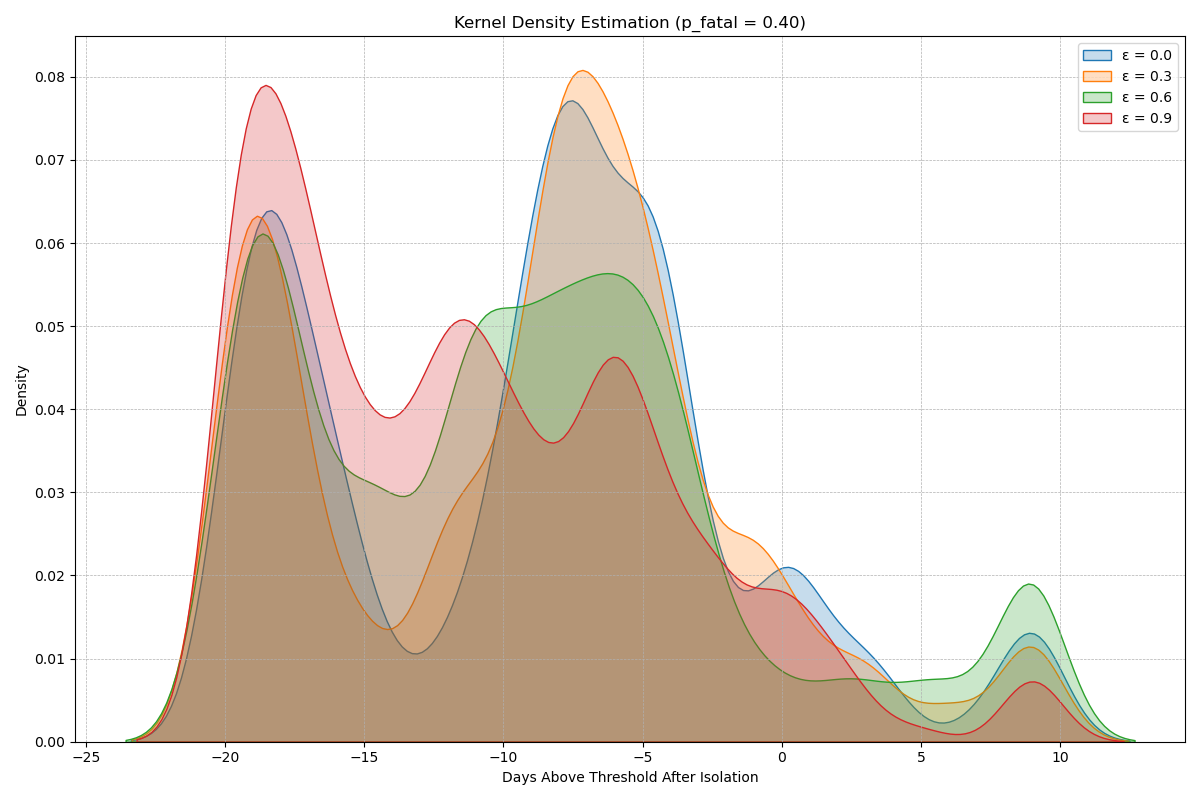 Kernel Density Estimation (p_fatal = 0.40)
ε = 0.0
ε = 0.3
ε = 0.6
ε = 0.9
0.08
0.07
0.06
0.05
0.04
0.03
0.02
0.01
0.00
Density
−25 −20 −15 −10 −5 0 5 10
Days Above Threshold After Isolation